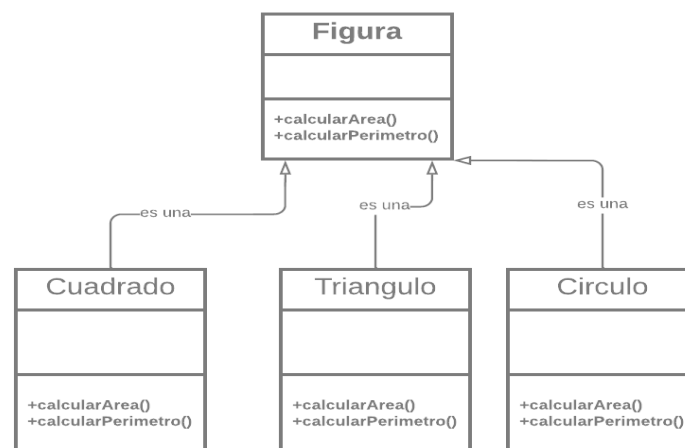 Figura
+calcularArea()
+calcularPerimetro()
es una
es una
es una
Cuadrado
+calcularArea()
+calcularPerimetro()
Triangulo
+calcularArea()
+calcularPerimetro()
Circulo
+calcularArea()
+calcularPerimetro()